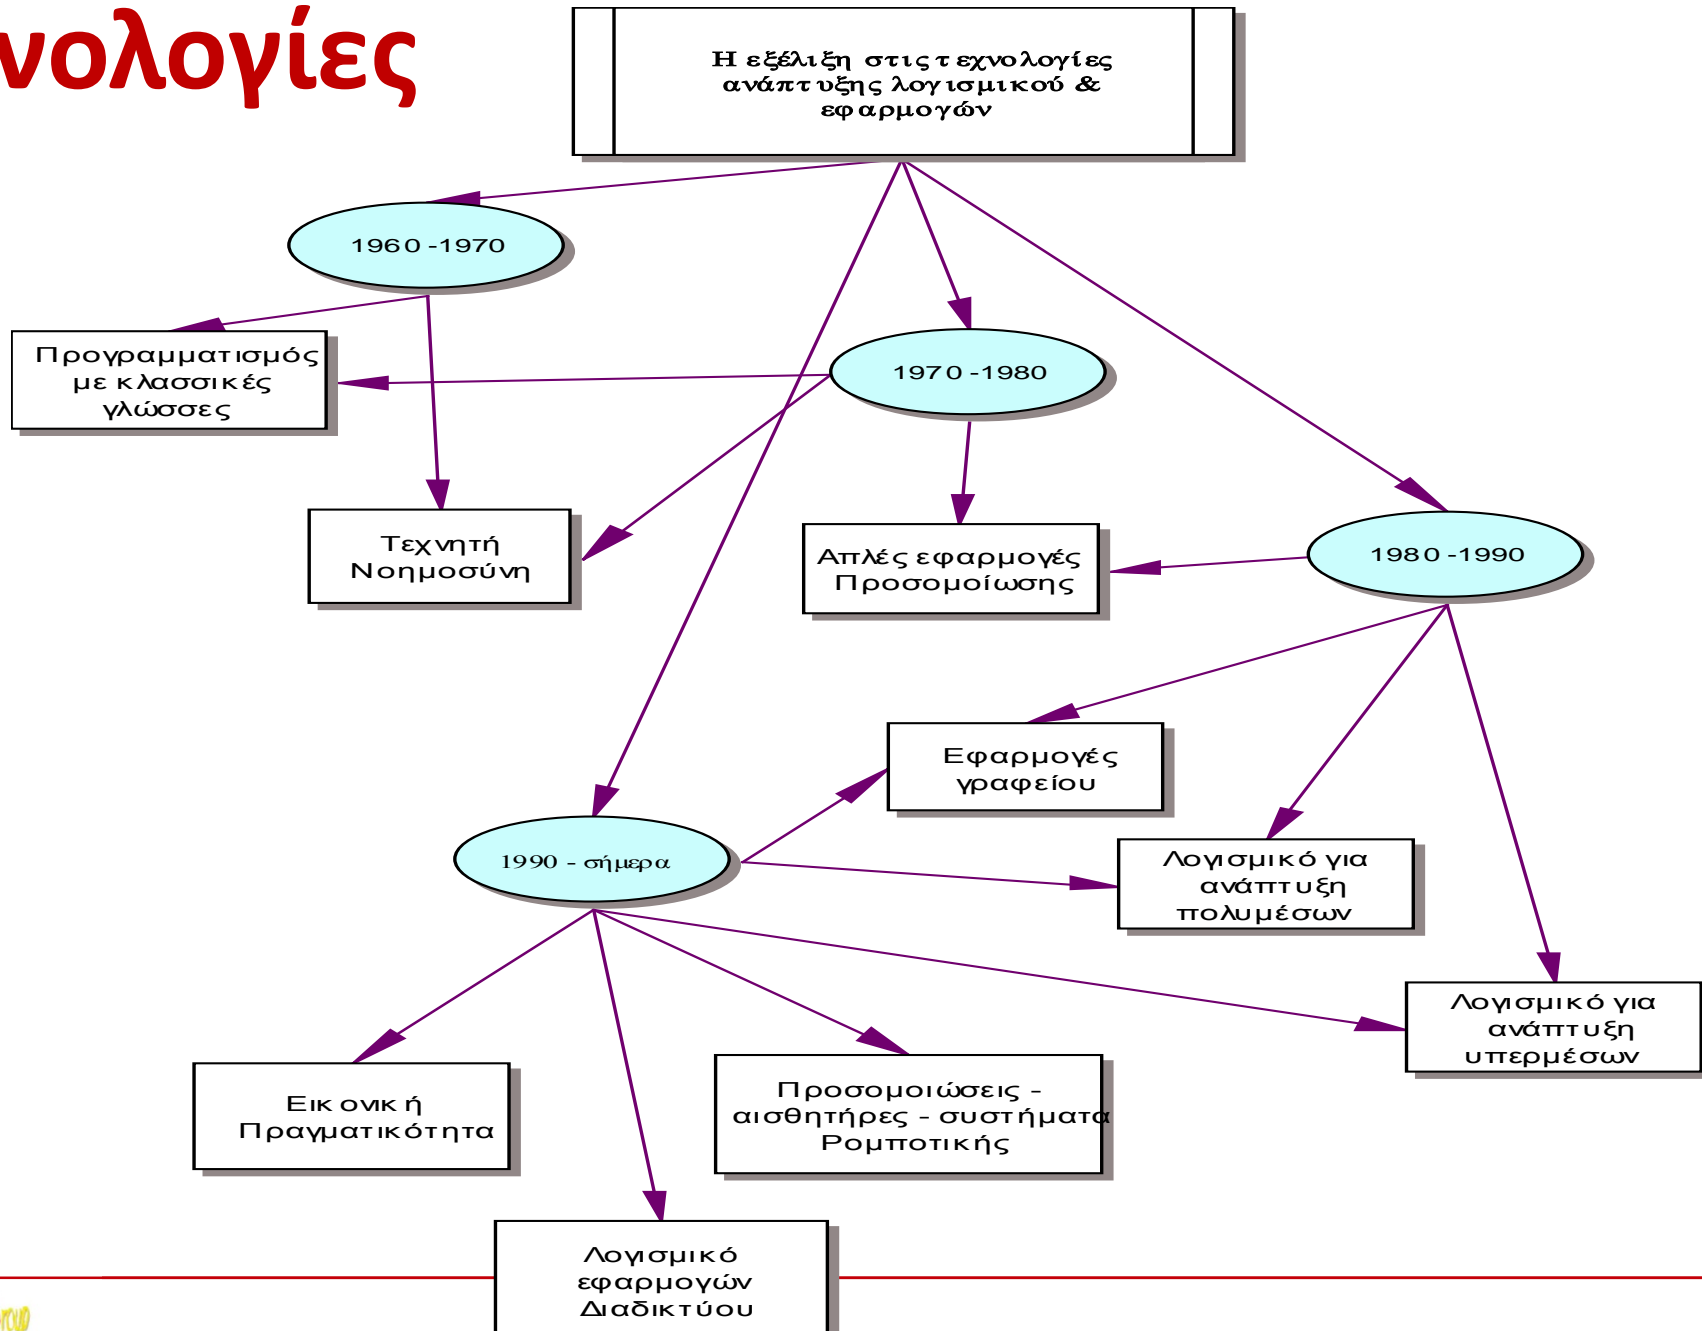 νολογίες
Η εξέλιξη στις τεχνολογίες
ανάπτυξης λογισμικού &
εφαρμογών
1960 -1970
Προγραμματισμός
με κλασσικές
γλώσσες
1970 -1980
Τεχνητή
Νοημοσύνη
Απλές εφαρμογές
Προσομοίωσης
1980 -1990
Εφαρμογές
γραφείου
1990 - σήμερα
Λογισμικό για
ανάπτυξη
πολυμέσων
Λογισμικό για
ανάπτυξη
υπερμέσων
Εικονική
Πραγματικότητα
Προσομοιώσεις -
αισθητήρες - συστήματα
Ρομποτικής
Λογισμικό
εφαρμογών
Διαδικτύου